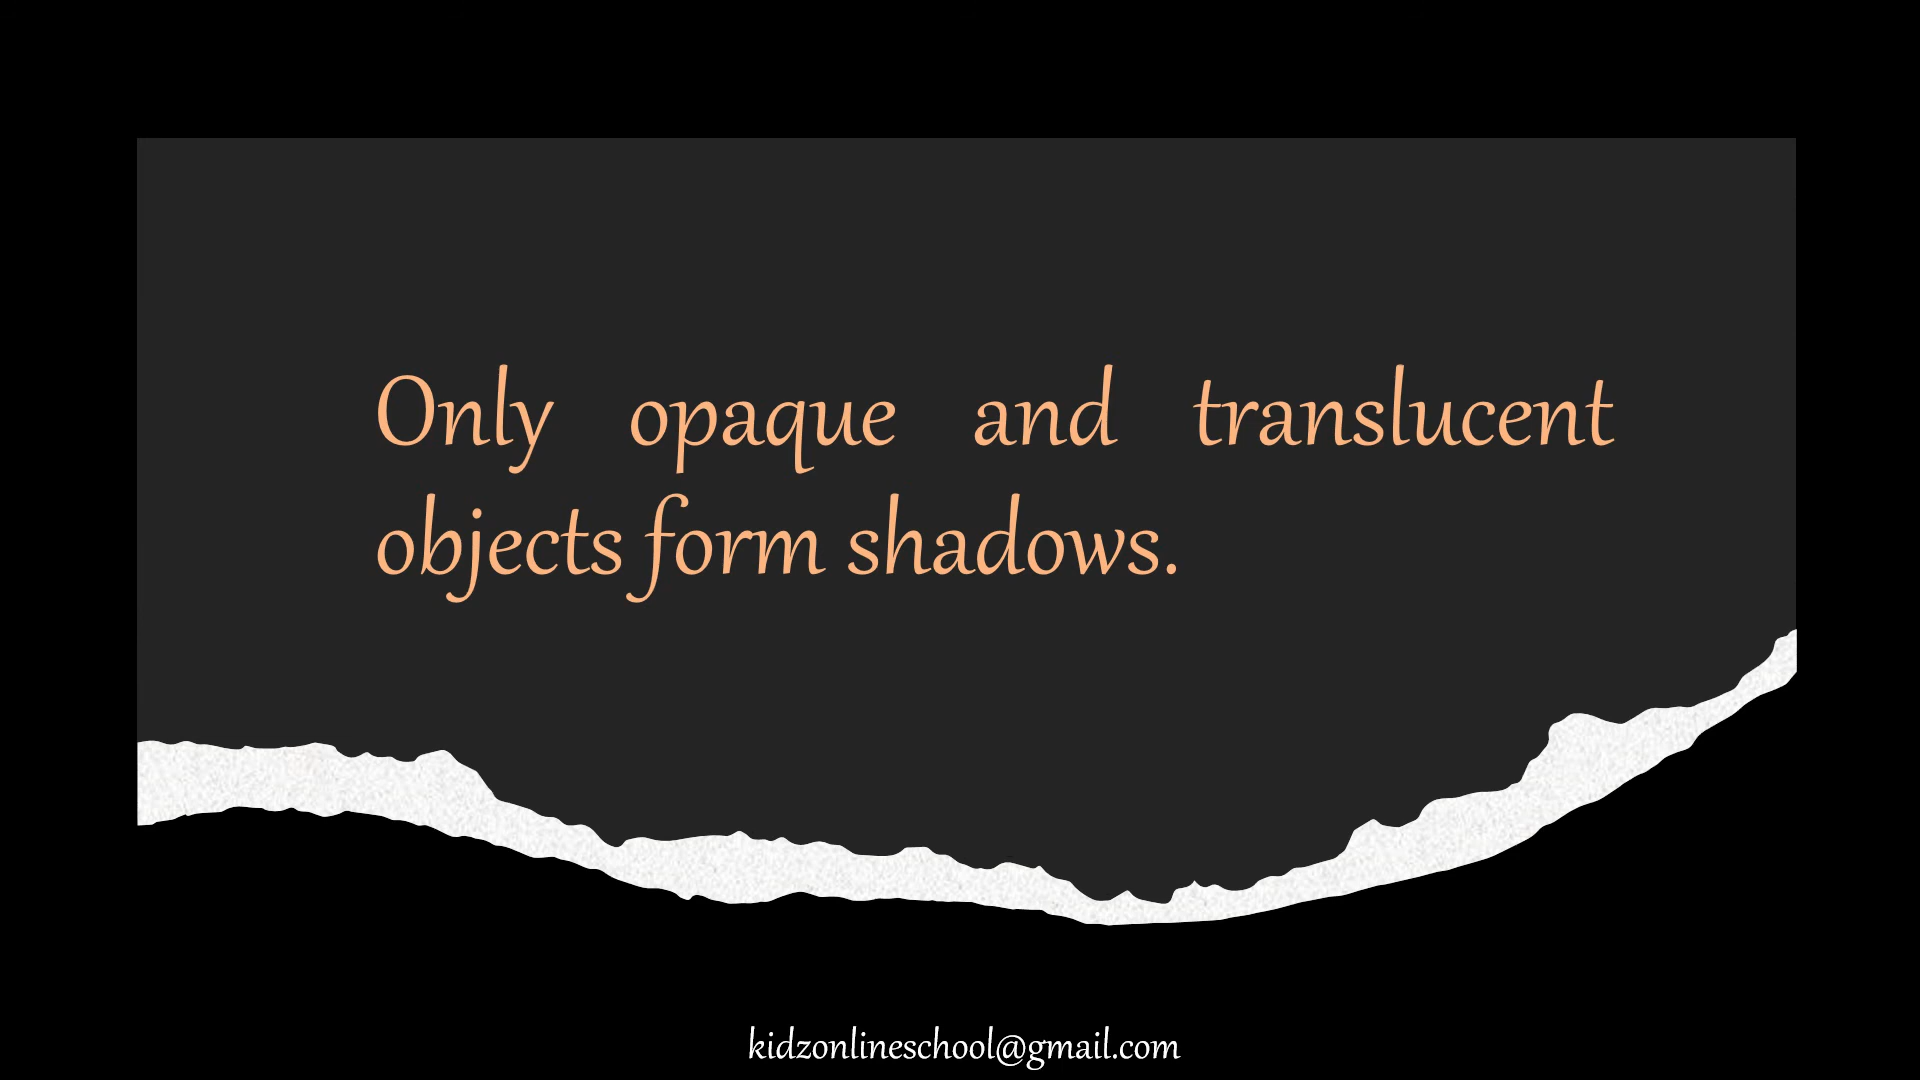 Only opaque and translucent
objects form shadows.
kidzonlineschool@gmail.com